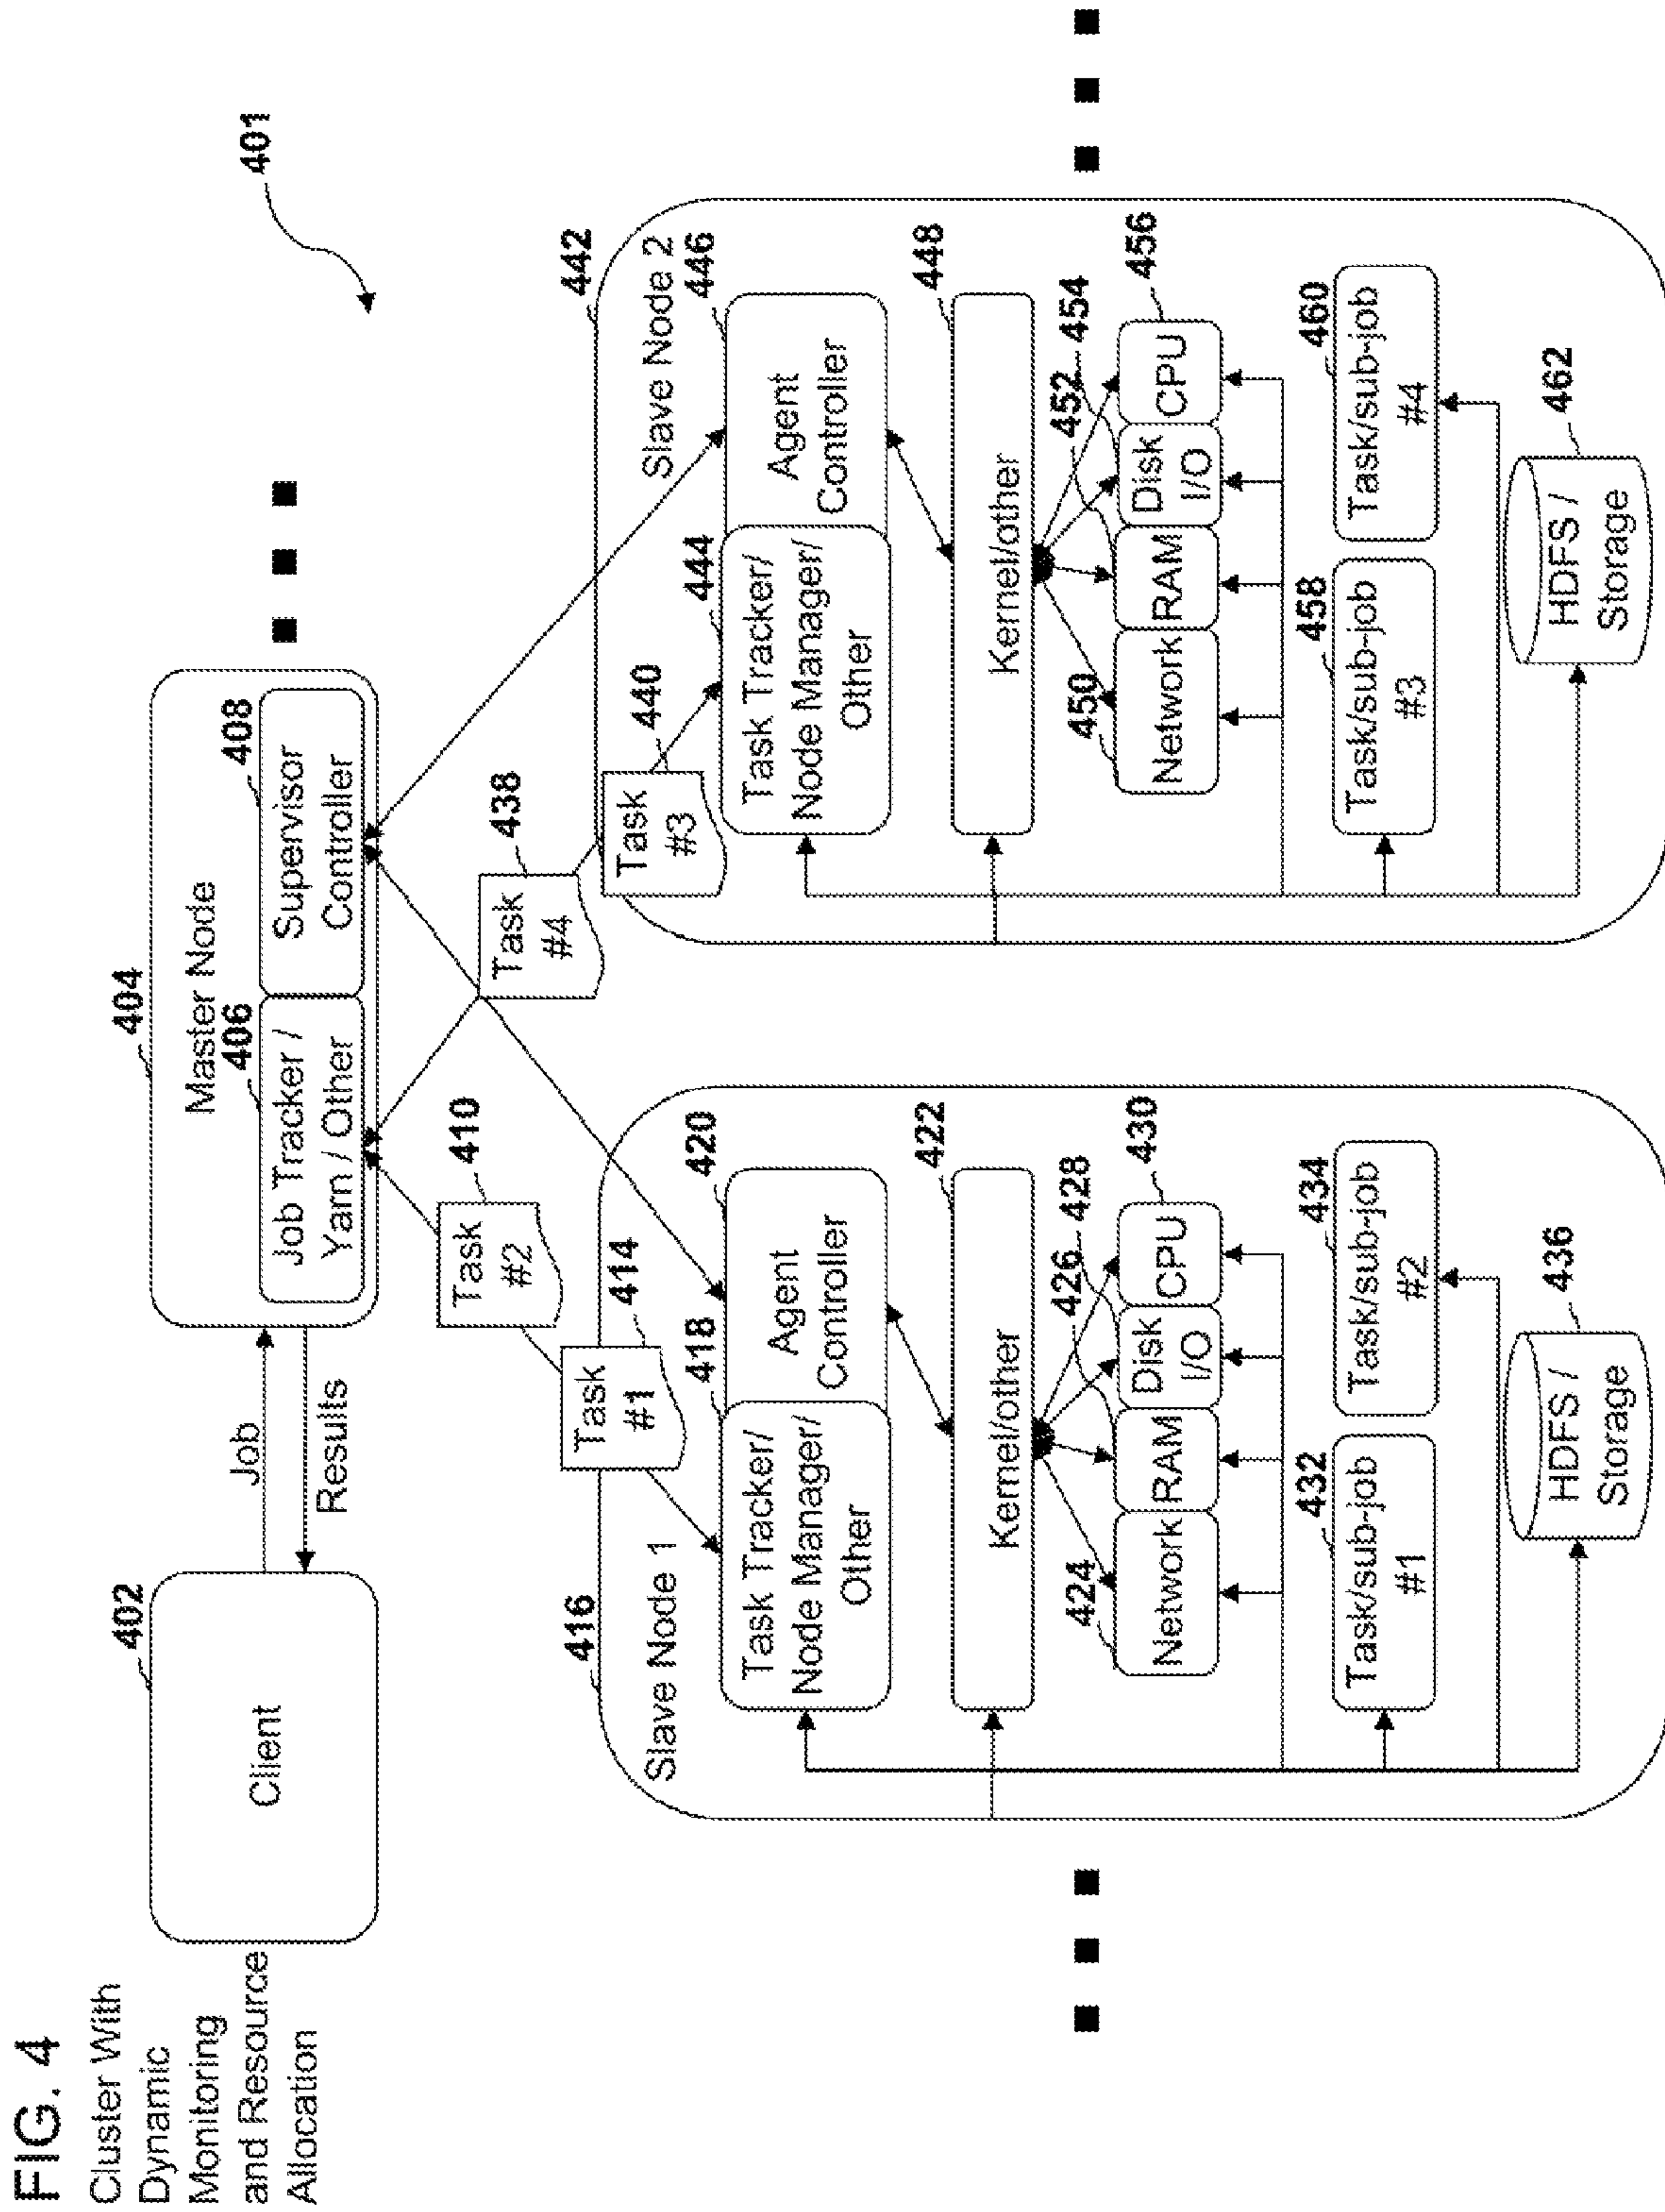 FIG. 4
Cluster With
Dynamic
Monitoring
and Resource
Allocation
401
402
Client
Job
Results
404
Master Node
406
Job Tracker /
Yarn / Other
408
Supervisor
Controller
410
Task
#2
414
Task
#1
438
Task
#4
440
Task
#3
416
Slave Node 1
418
Task Tracker/
Node Manager/
Other
420
Agent
Controller
422
Kernel/other
424
Network
426
RAM
428
Disk
I/O
430
CPU
432
Task/sub-job
#1
434
Task/sub-job
#2
436
HDFS /
Storage
442
Slave Node 2
444
Task Tracker/
Node Manager/
Other
446
Agent
Controller
448
Kernel/other
450
Network
452
RAM
454
Disk
I/O
456
CPU
458
Task/sub-job
#3
460
Task/sub-job
#4
462
HDFS /
Storage